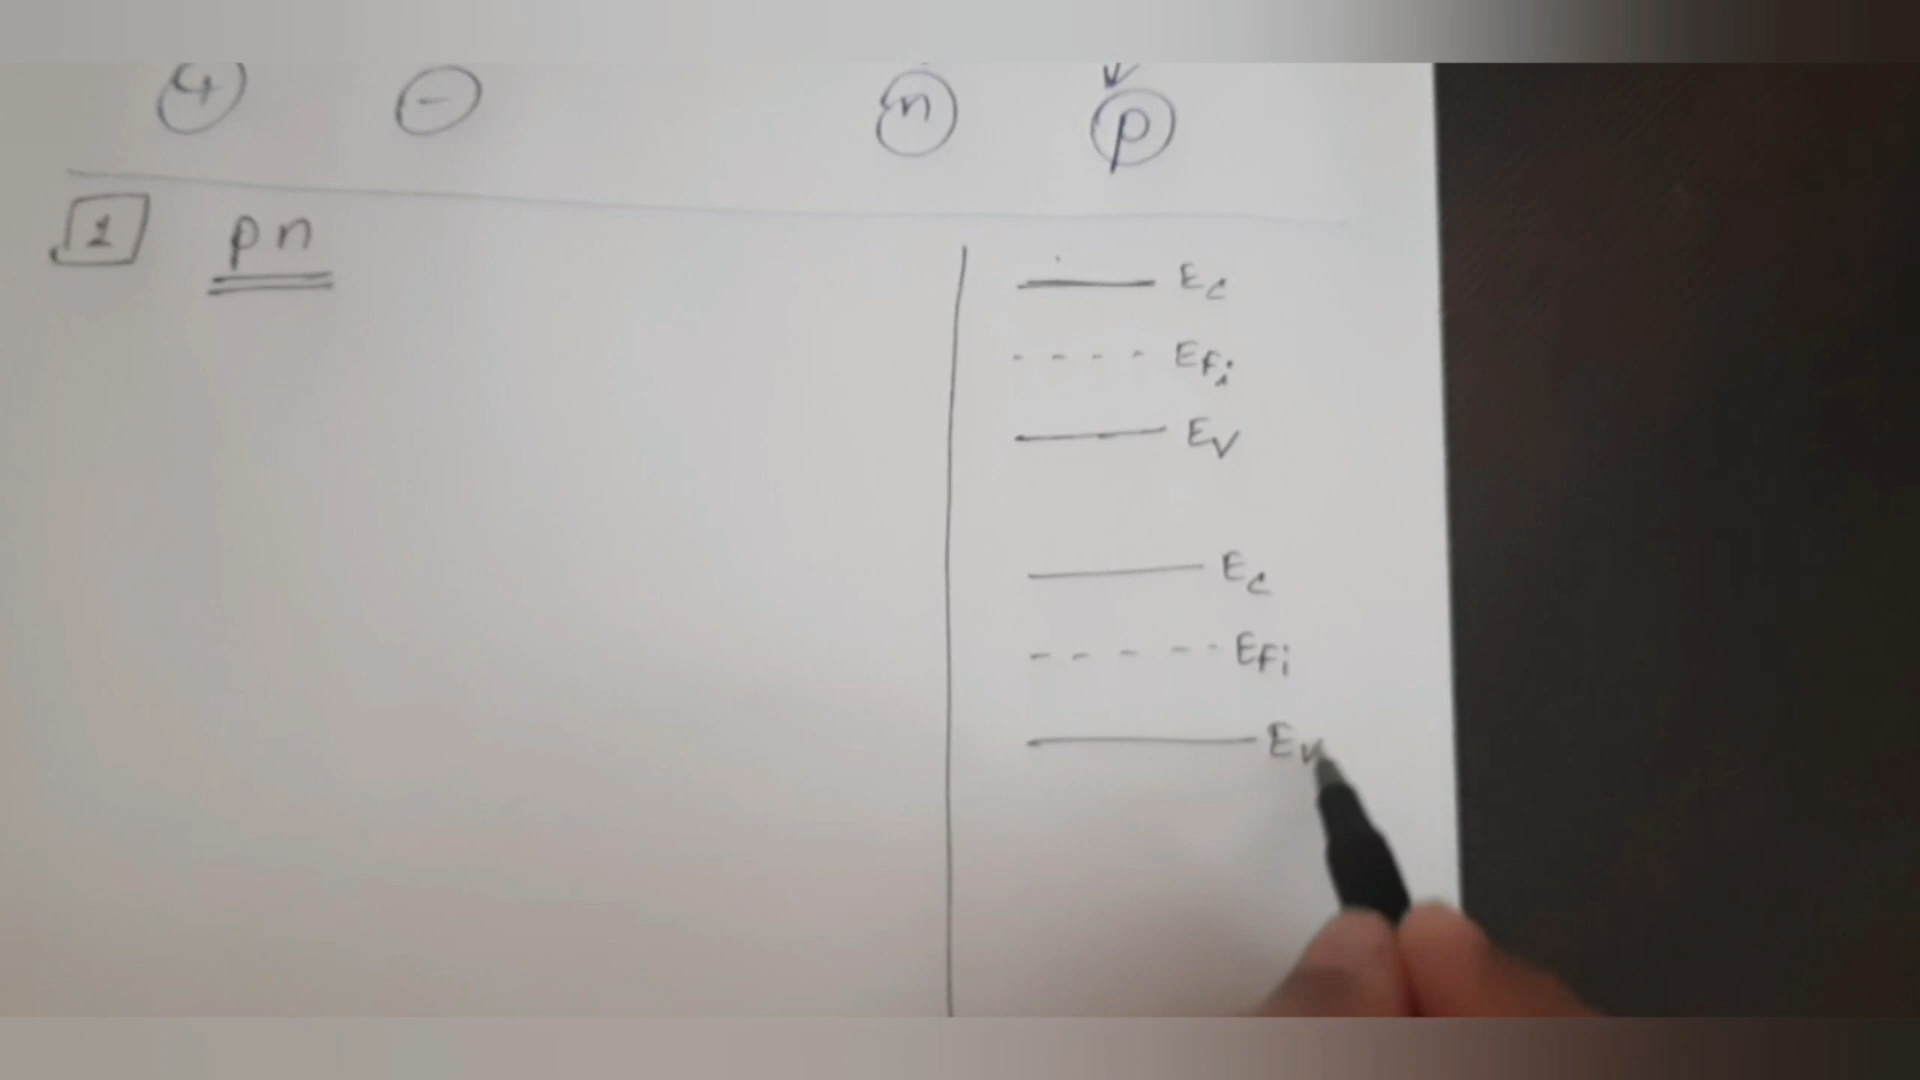 + - n p
1 pn
Ec
EFi
Ev
Ec
EFi
Ev